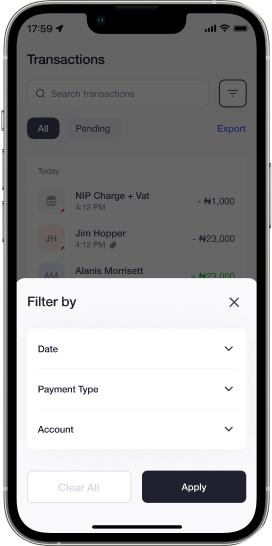 17:59
Transactions
Search transactions
All Pending Export
Today
NIP Charge + Vat
4:12 PM
- ₦1,000
JH
Jim Hopper
4:12 PM
- ₦23,000
AM
Alanis Morrisett
+ ₦23,000
Filter by
Date
Payment Type
Account
Clear All Apply